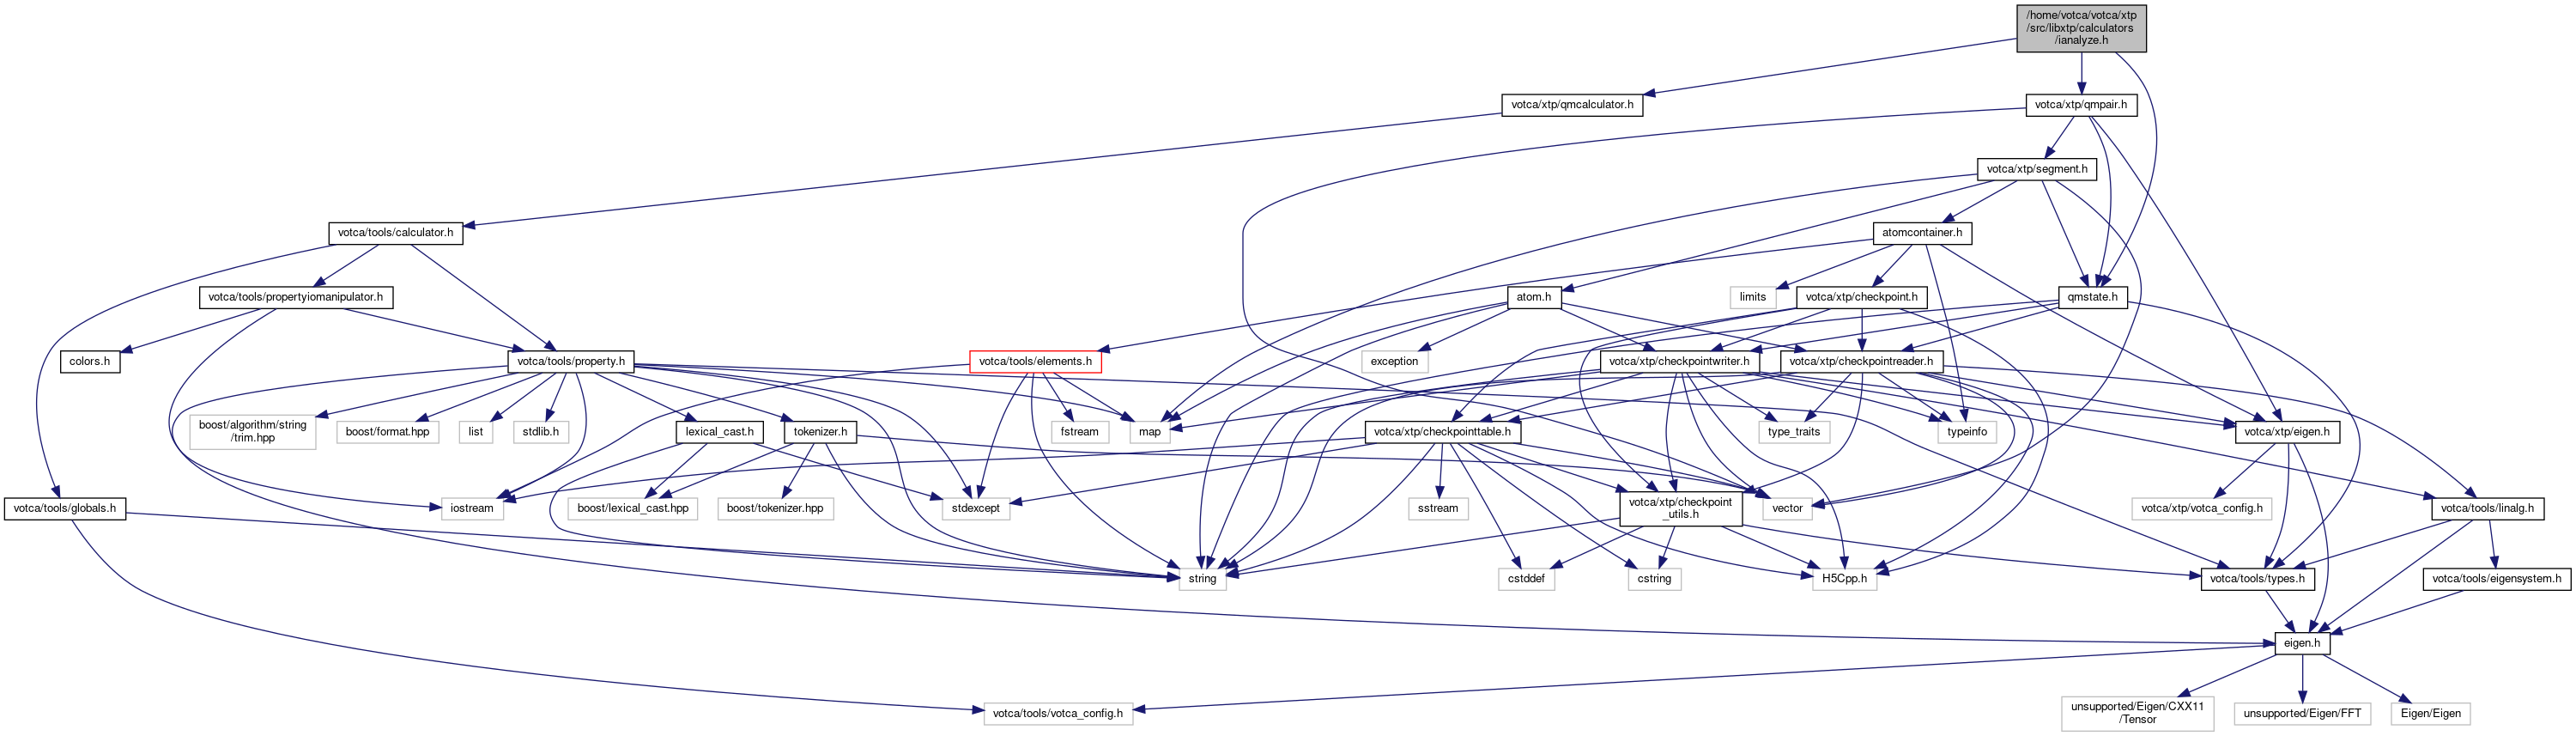 /home/votca/votca/xtp
/src/libxtp/calculators
/ianalyze.h
votca/xtp/qmcalculator.h
votca/xtp/qmpair.h
votca/xtp/segment.h
votca/tools/calculator.h
atomcontainer.h
votca/tools/propertyiomanipulator.h
atom.h
limits
votca/xtp/checkpoint.h
qmstate.h
colors.h
votca/tools/property.h
votca/tools/elements.h
exception
votca/xtp/checkpointwriter.h
votca/xtp/checkpointreader.h
boost/algorithm/string
/trim.hpp
boost/format.hpp
list
stdlib.h
lexical_cast.h
tokenizer.h
fstream
map
votca/xtp/checkpointtable.h
type_traits
typeinfo
votca/xtp/eigen.h
votca/tools/globals.h
iostream
boost/lexical_cast.hpp
boost/tokenizer.hpp
stdexcept
sstream
votca/xtp/checkpoint
_utils.h
vector
votca/xtp/votca_config.h
votca/tools/linalg.h
string
cstddef
cstring
H5Cpp.h
votca/tools/types.h
votca/tools/eigensystem.h
eigen.h
votca/tools/votca_config.h
unsupported/Eigen/CXX11
/Tensor
unsupported/Eigen/FFT
Eigen/Eigen